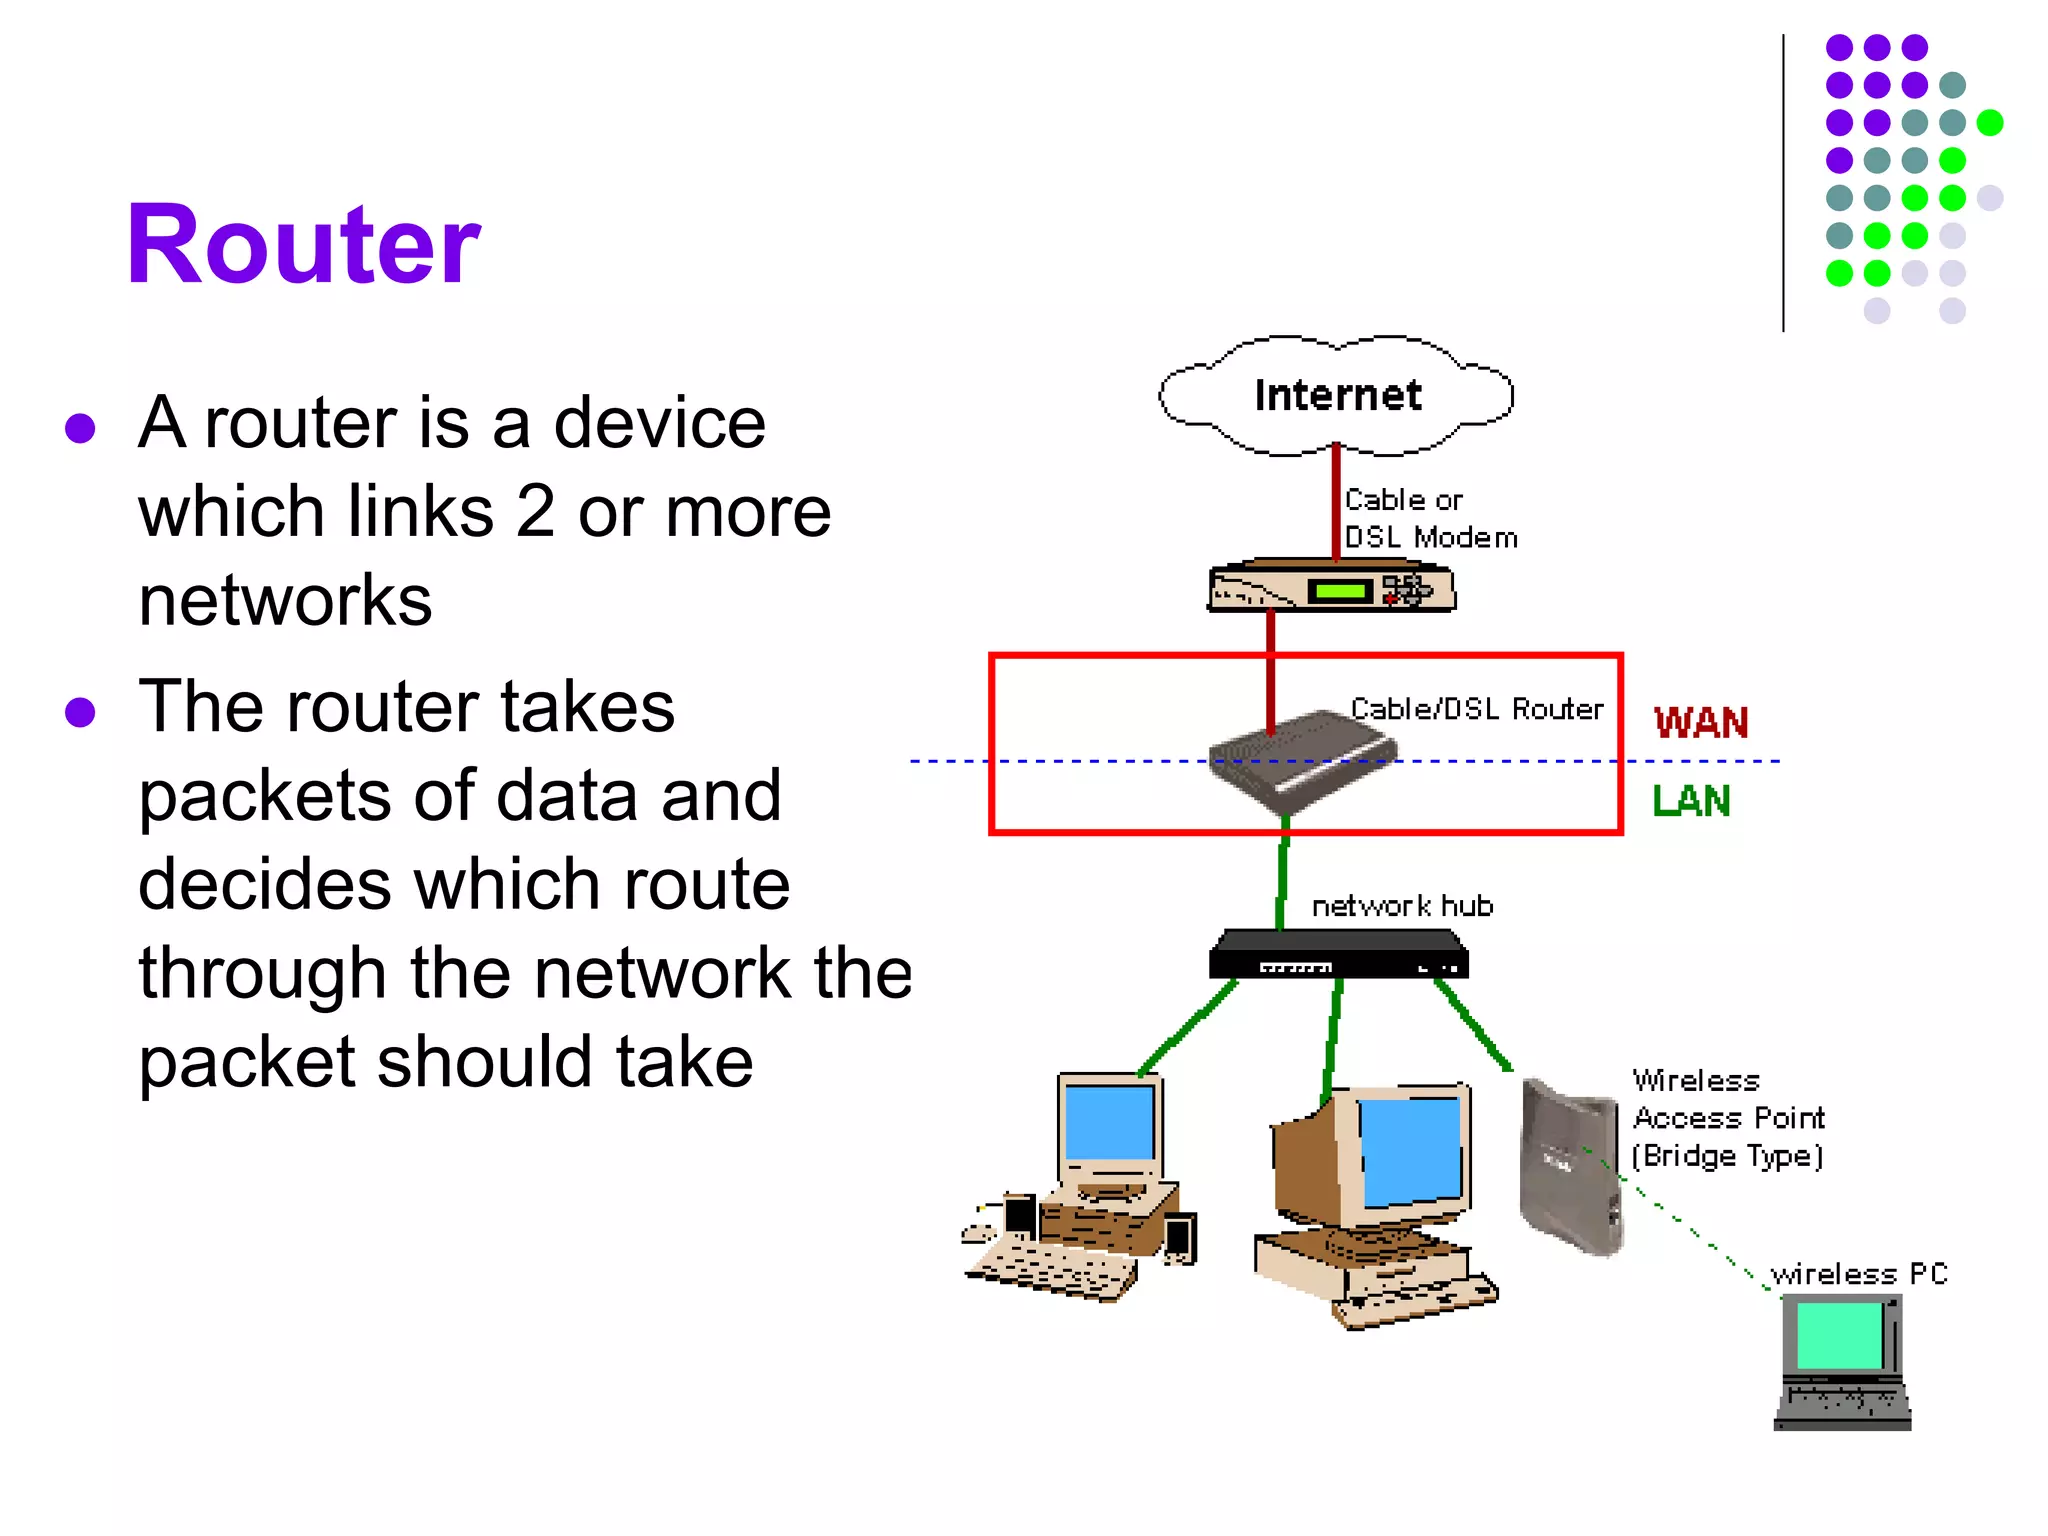 Router
A router is a device
which links 2 or more
networks
The router takes
packets of data and
decides which route
through the network the
packet should take
Internet
Cable or
DSL Modem
Cable/DSL Router
WAN
LAN
network hub
Wireless
Access Point
(Bridge Type)
wireless PC